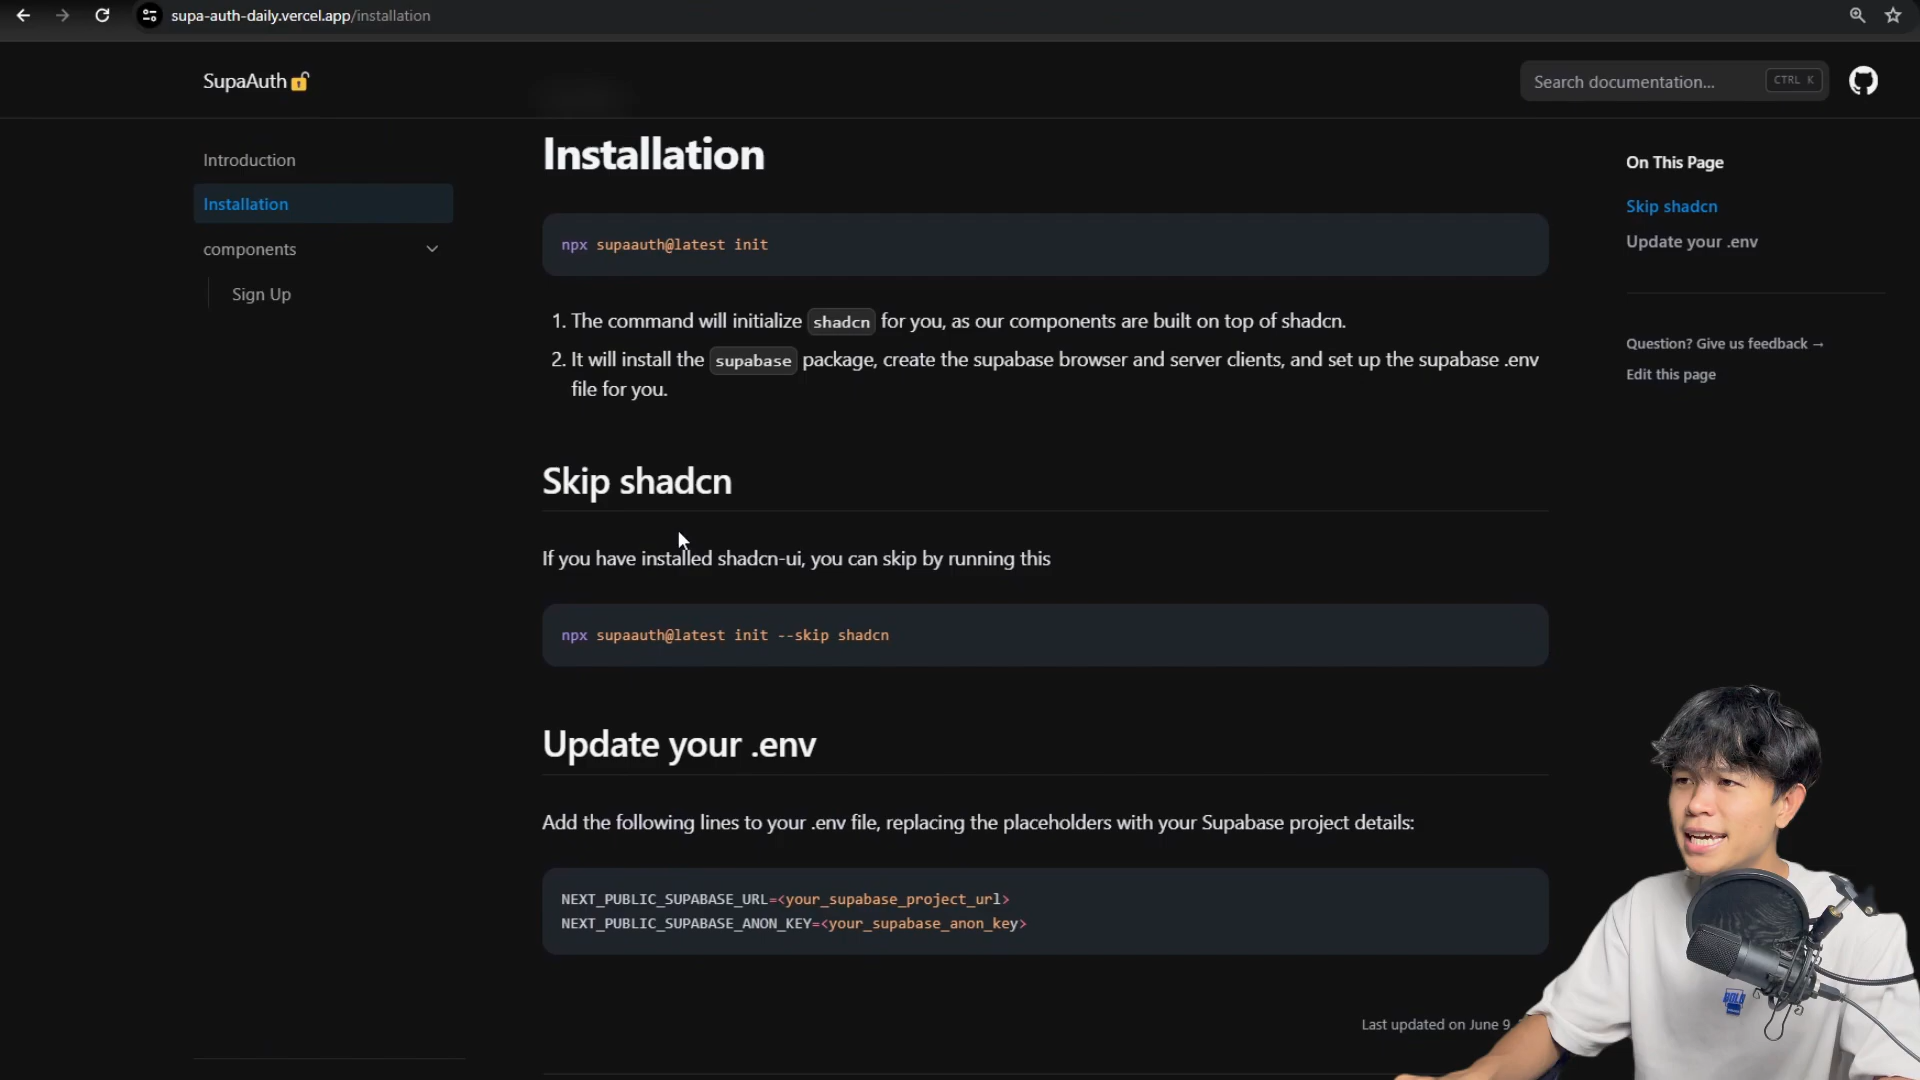 supa-auth-daily.vercel.app/installation
SupaAuth🔓
Search documentation...
CTRL K
Introduction
Installation
components
Sign Up
Installation
npx supaauth@latest init
1. The command will initialize shadcn for you, as our components are built on top of shadcn.
2. It will install the supabase package, create the supabase browser and server clients, and set up the supabase .env
file for you.
Skip shadcn
If you have installed shadcn-ui, you can skip by running this
npx supaauth@latest init --skip shadcn
Update your .env
Add the following lines to your .env file, replacing the placeholders with your Supabase project details:
NEXT_PUBLIC_SUPABASE_URL=<your_supabase_project_url>
NEXT_PUBLIC_SUPABASE_ANON_KEY=<your_supabase_anon_key>
Last updated on June 9
On This Page
Skip shadcn
Update your .env
Question? Give us feedback →
Edit this page